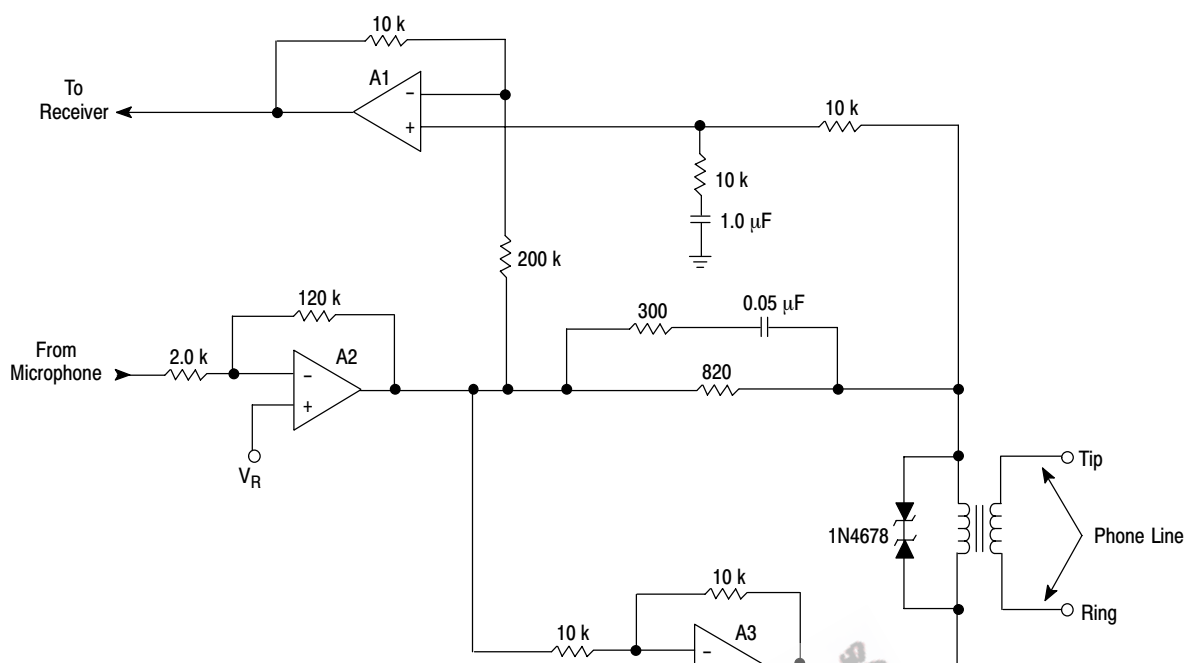 10 k
A1
To
Receiver
−
+
10 k
10 k
1.0 μF
200 k
120 k
300
0.05 μF
From
Microphone
2.0 k
A2
820
−
+
VR
Tip
1N4678
Phone Line
10 k
Ring
10 k
A3
−